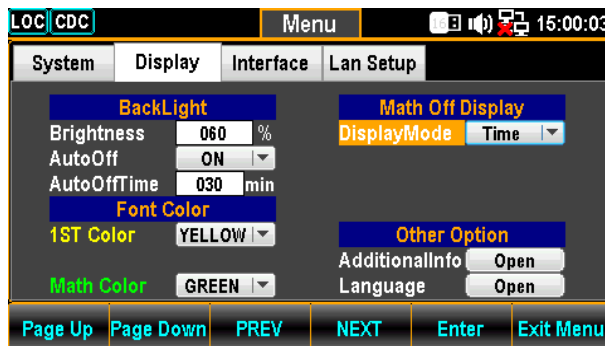 LOC CDC Menu 16 15:00:03
System Display Interface Lan Setup
BackLight
Brightness 060 %
AutoOff ON
AutoOffTime 030 min
Font Color
1ST Color YELLOW
Math Color GREEN
Math Off Display
DisplayMode Time
Other Option
AdditionalInfo Open
Language Open
Page Up Page Down PREV NEXT Enter Exit Menu